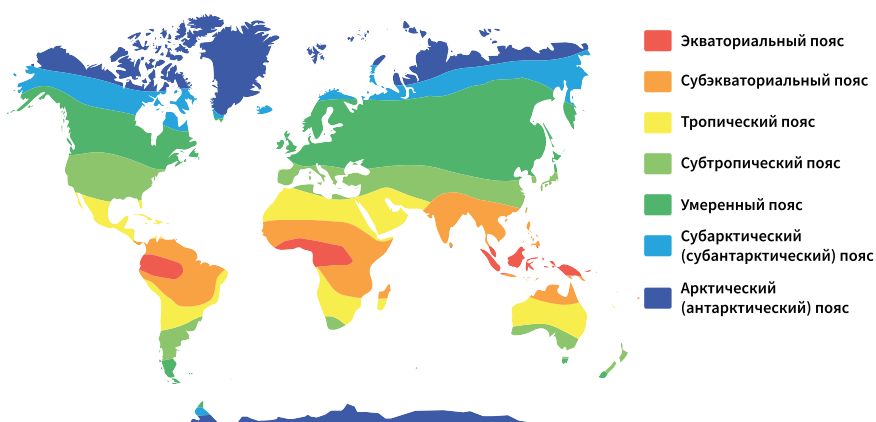 Экваториальный пояс
Субэкваториальный пояс
Тропический пояс
Субтропический пояс
Умеренный пояс
Субарктический
(субантарктический) пояс
Арктический
(антарктический) пояс